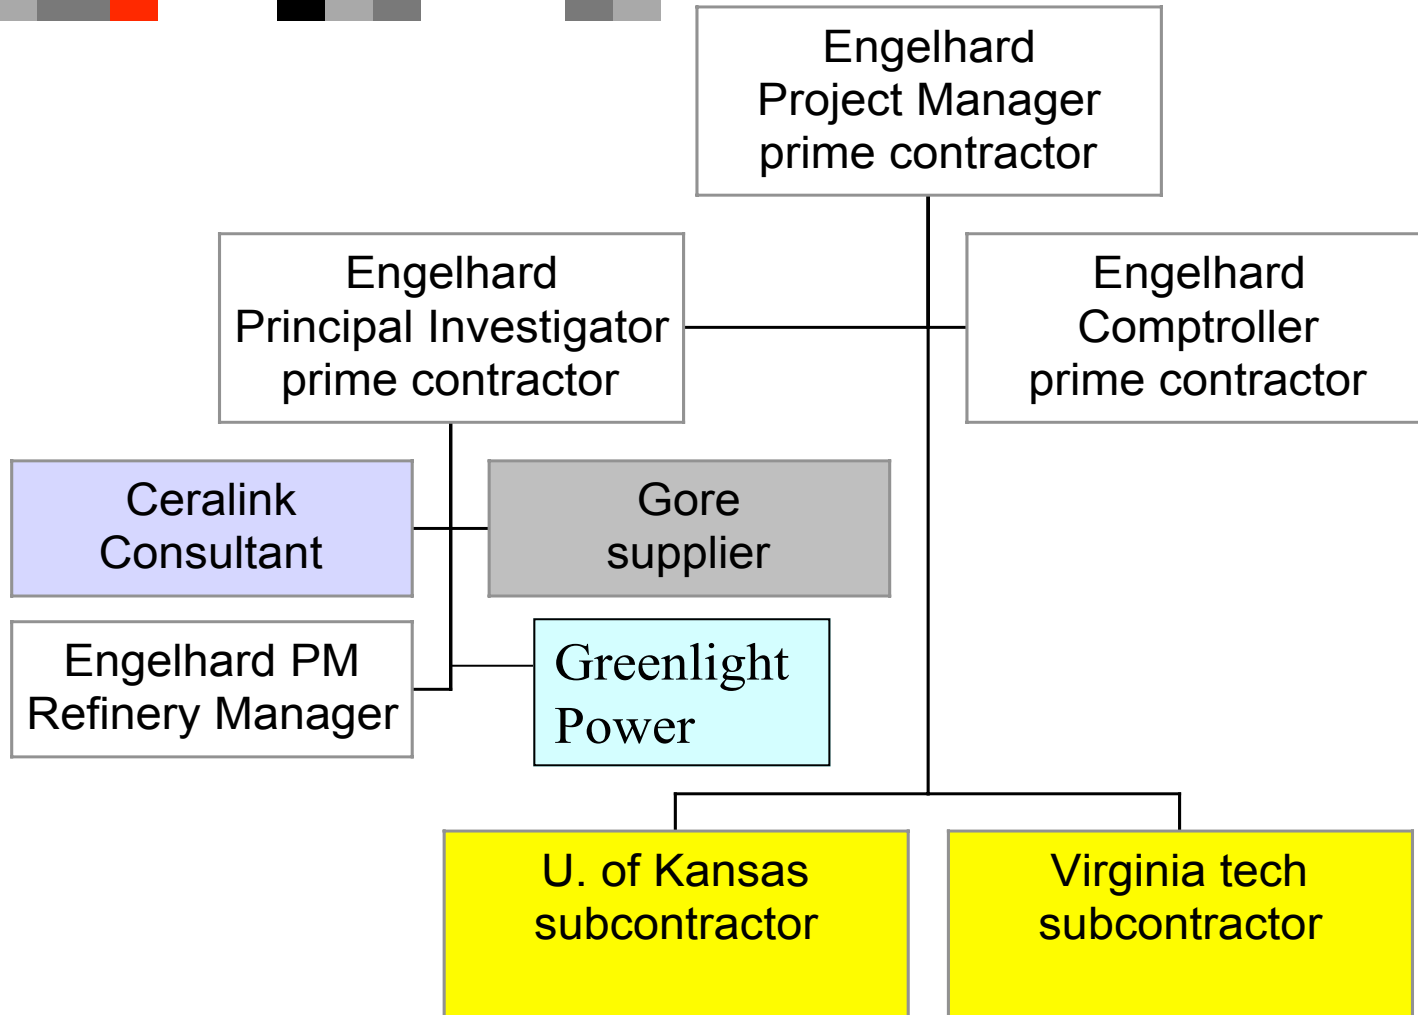 Engelhard
Project Manager
prime contractor
Engelhard
Principal Investigator
prime contractor
Engelhard
Comptroller
prime contractor
Ceralink
Consultant
Gore
supplier
Engelhard PM
Refinery Manager
Greenlight
Power
U. of Kansas
subcontractor
Virginia tech
subcontractor